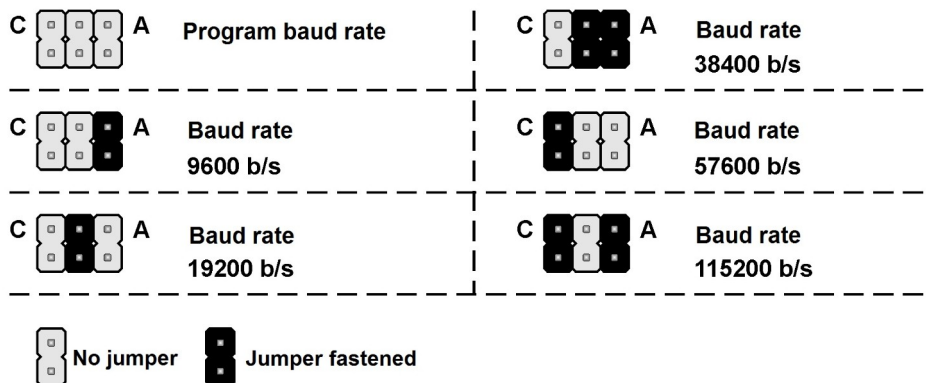 C A Program baud rate
C A Baud rate
38400 b/s
C A Baud rate
9600 b/s
C A Baud rate
57600 b/s
C A Baud rate
19200 b/s
C A Baud rate
115200 b/s
No jumper Jumper fastened